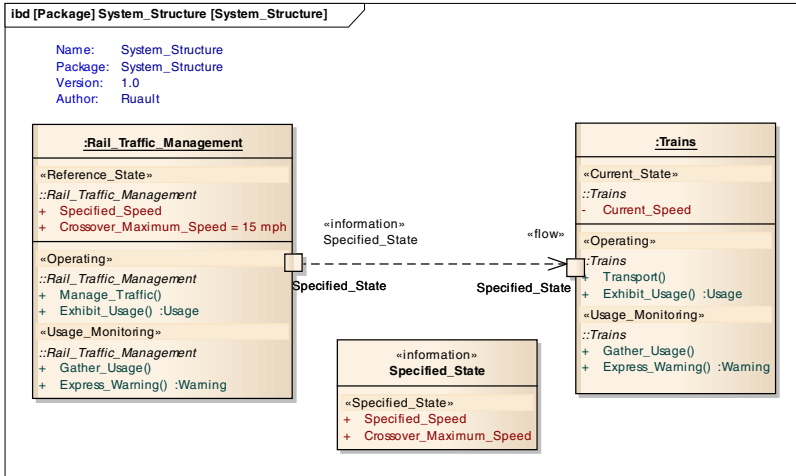 ibd [Package] System_Structure [System_Structure]
Name: System_Structure
Package: System_Structure
Version: 1.0
Author: Ruault
:Rail_Traffic_Management
«Reference_State»
::Rail_Traffic_Management
+ Specified_Speed
+ Crossover_Maximum_Speed = 15 mph
«Operating»
::Rail_Traffic_Management
+ Manage_Traffic()
+ Exhibit_Usage() :Usage
«Usage_Monitoring»
::Rail_Traffic_Management
+ Gather_Usage()
+ Express_Warning() :Warning
«information»
Specified_State
«flow»
Specified_State
Specified_State
:Trains
«Current_State»
::Trains
- Current_Speed
«Operating»
::Trains
+ Transport()
+ Exhibit_Usage() :Usage
«Usage_Monitoring»
::Trains
+ Gather_Usage()
+ Express_Warning() :Warning
«information»
Specified_State
«Specified_State»
+ Specified_Speed
+ Crossover_Maximum_Speed